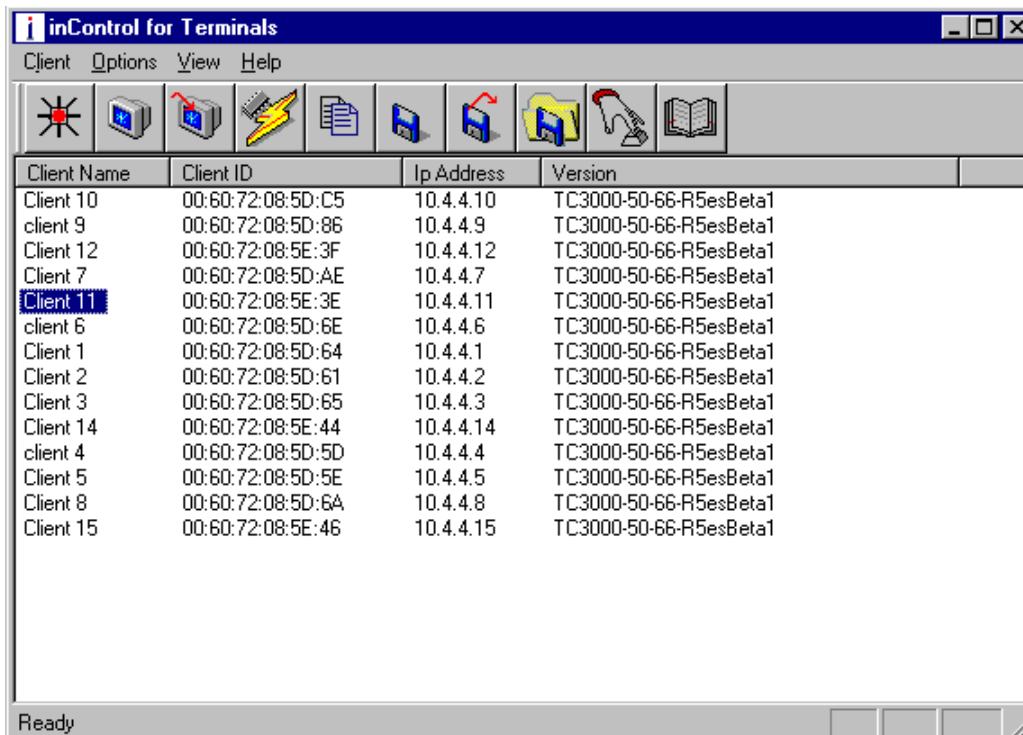 inControl for Terminals
Client Options View Help
Client Name Client ID Ip Address Version
Client 10 00:60:72:08:5D:C5 10.4.4.10 TC3000-50-66-R5esBeta1
client 9 00:60:72:08:5D:86 10.4.4.9 TC3000-50-66-R5esBeta1
Client 12 00:60:72:08:5E:3F 10.4.4.12 TC3000-50-66-R5esBeta1
Client 7 00:60:72:08:5D:AE 10.4.4.7 TC3000-50-66-R5esBeta1
Client 11 00:60:72:08:5E:3E 10.4.4.11 TC3000-50-66-R5esBeta1
client 6 00:60:72:08:5D:6E 10.4.4.6 TC3000-50-66-R5esBeta1
Client 1 00:60:72:08:5D:64 10.4.4.1 TC3000-50-66-R5esBeta1
Client 2 00:60:72:08:5D:61 10.4.4.2 TC3000-50-66-R5esBeta1
Client 3 00:60:72:08:5D:65 10.4.4.3 TC3000-50-66-R5esBeta1
Client 14 00:60:72:08:5E:44 10.4.4.14 TC3000-50-66-R5esBeta1
client 4 00:60:72:08:5D:5D 10.4.4.4 TC3000-50-66-R5esBeta1
Client 5 00:60:72:08:5D:5E 10.4.4.5 TC3000-50-66-R5esBeta1
Client 8 00:60:72:08:5D:6A 10.4.4.8 TC3000-50-66-R5esBeta1
Client 15 00:60:72:08:5E:46 10.4.4.15 TC3000-50-66-R5esBeta1
Ready